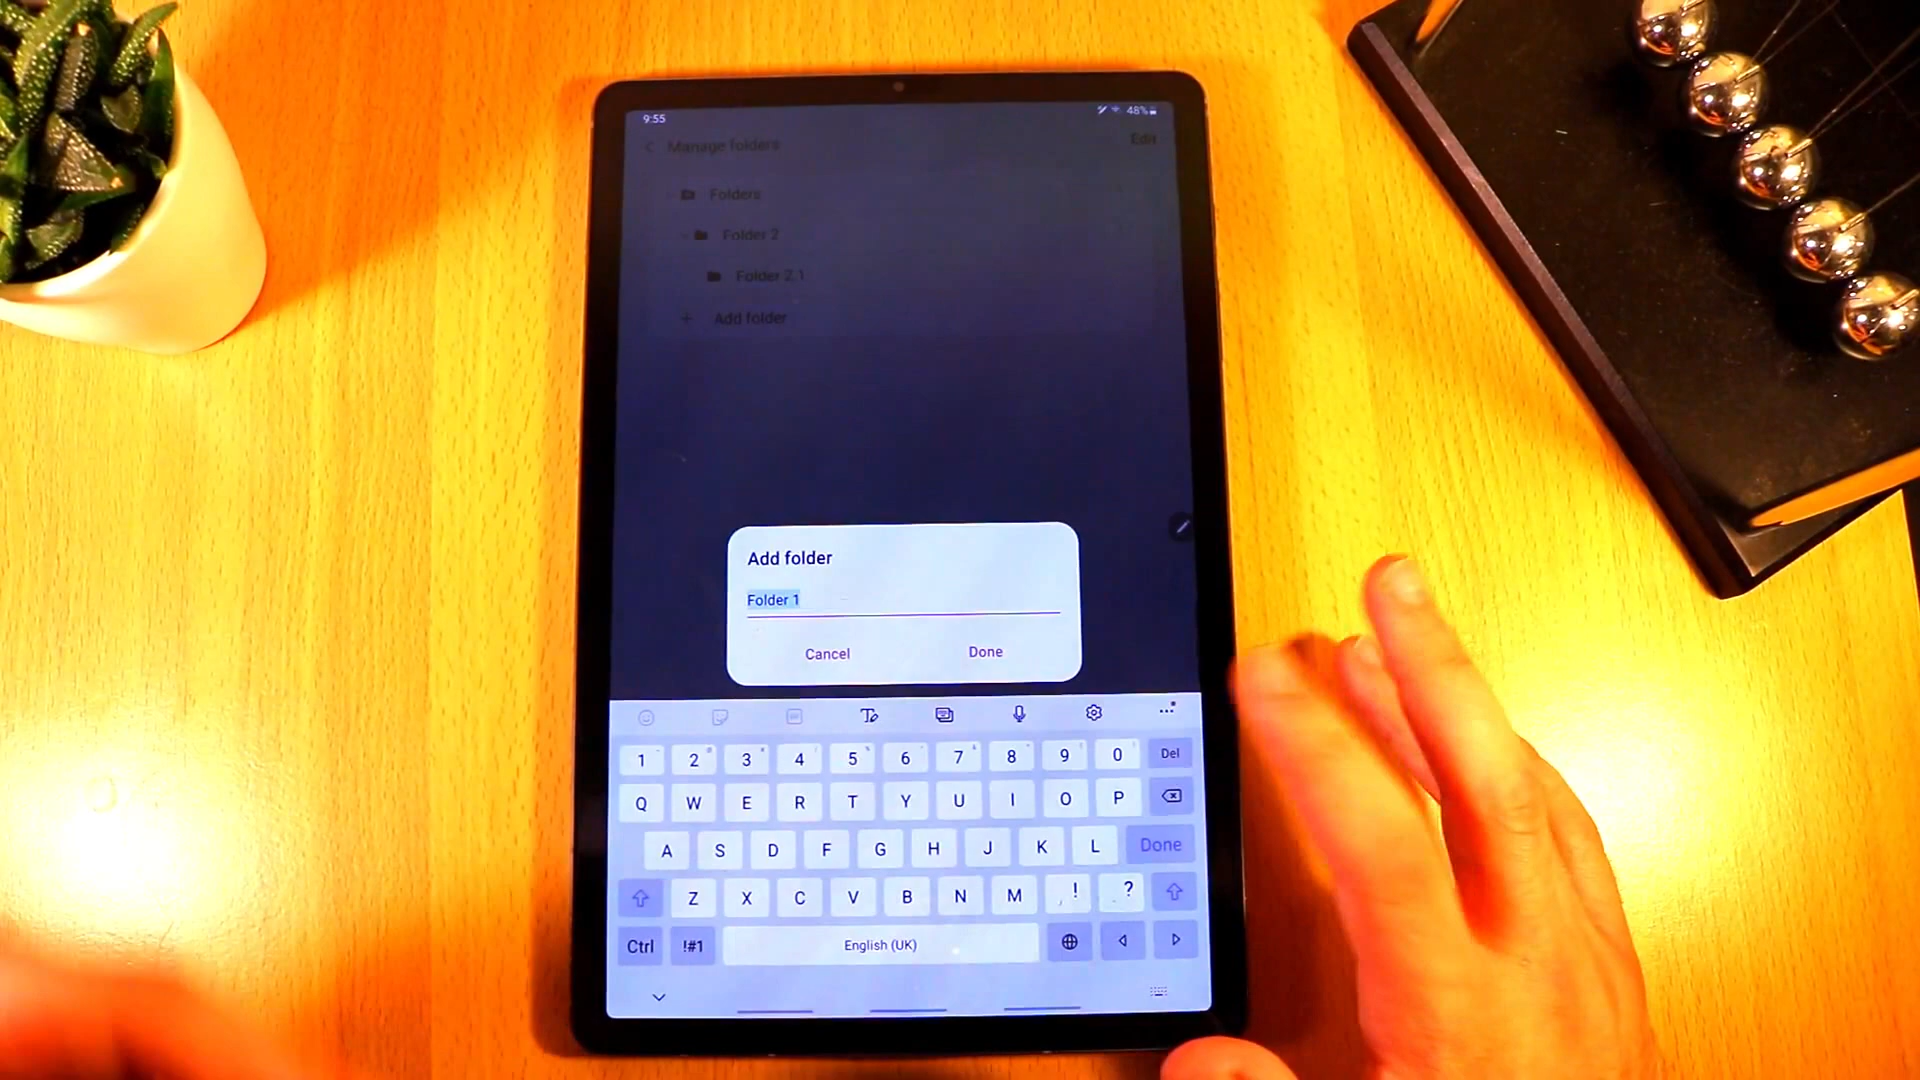 9:55 48%
Manage folders Edit
Folders
Folder 2
Folder 2.1
+ Add folder
Add folder
Folder 1
Cancel Done
1 2 3 4 5 6 7 8 9 0 Del
Q W E R T Y U I O P
A S D F G H J K L Done
Z X C V B N M , ! . ?
Ctrl !#1 English (UK)